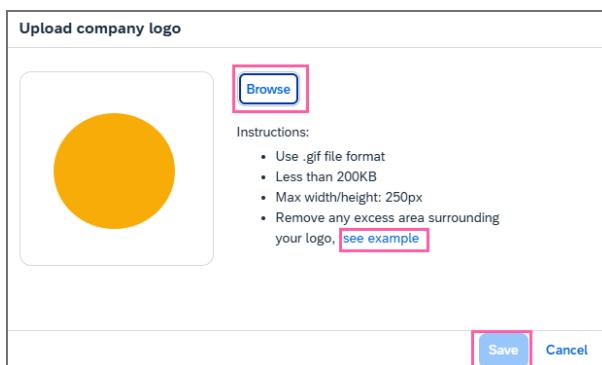 Upload company logo
Browse
Instructions:
• Use .gif file format
• Less than 200KB
• Max width/height: 250px
• Remove any excess area surrounding
your logo, see example
Save Cancel